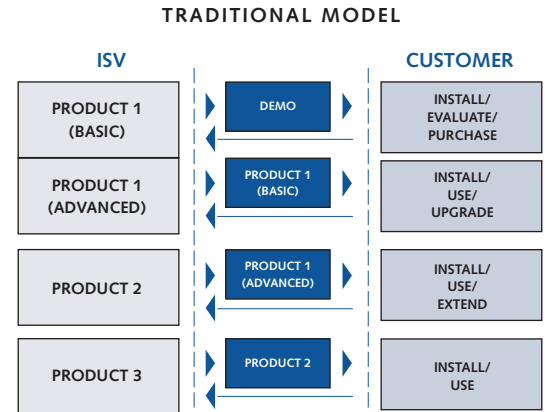 TRADITIONAL MODEL
ISV
CUSTOMER
PRODUCT 1
(BASIC)
DEMO
INSTALL/
EVALUATE/
PURCHASE
PRODUCT 1
(ADVANCED)
PRODUCT 1
(BASIC)
INSTALL/
USE/
UPGRADE
PRODUCT 2
PRODUCT 1
(ADVANCED)
INSTALL/
USE/
EXTEND
PRODUCT 3
PRODUCT 2
INSTALL/
USE